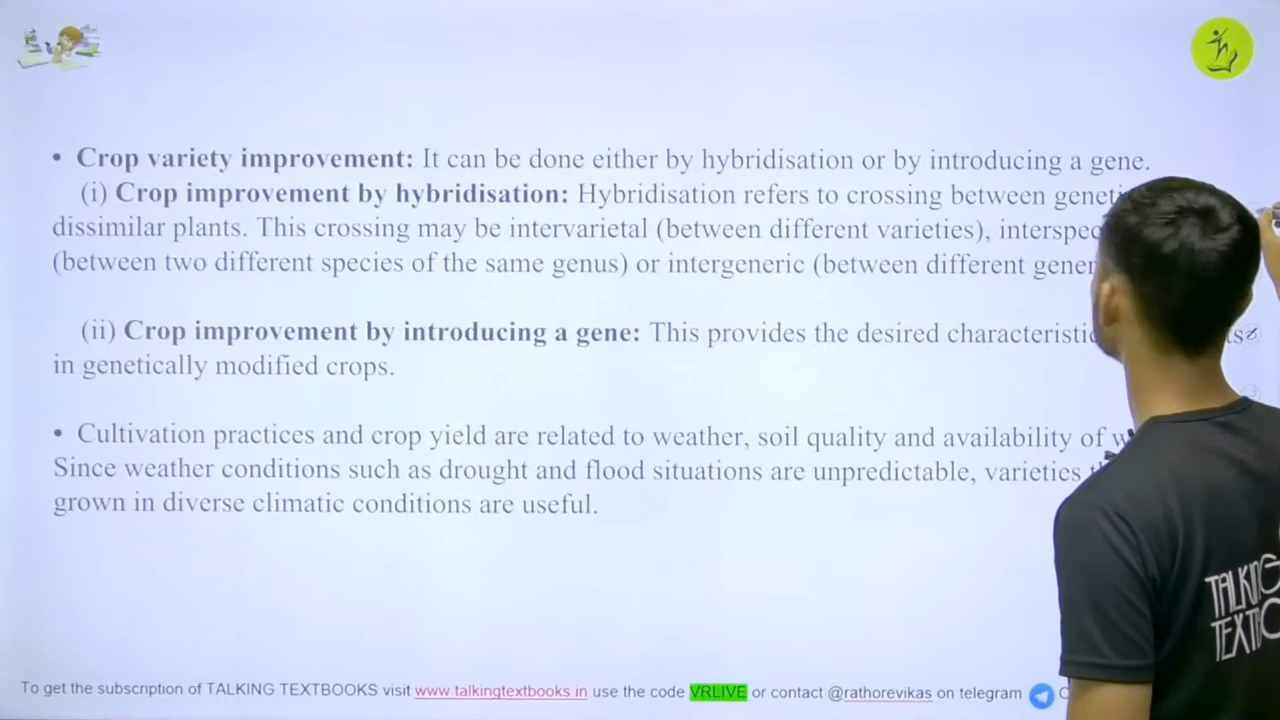 • Crop variety improvement: It can be done either by hybridisation or by introducing a gene.
(i) Crop improvement by hybridisation: Hybridisation refers to crossing between
dissimilar plants. This crossing may be intervarietal (between different varieties),
(between two different species of the same genus) or intergeneric (between different
(ii) Crop improvement by introducing a gene: This provides the desired
in genetically modified crops.
• Cultivation practices and crop yield are related to weather, soil quality and availability of
Since weather conditions such as drought and flood situations are unpredictable, varieties
grown in diverse climatic conditions are useful.
TALKING
To get the subscription of TALKING TEXTBOOKS visit www.talkingtextbooks.in use the code VRLIVE or contact @rathorevikas on telegram